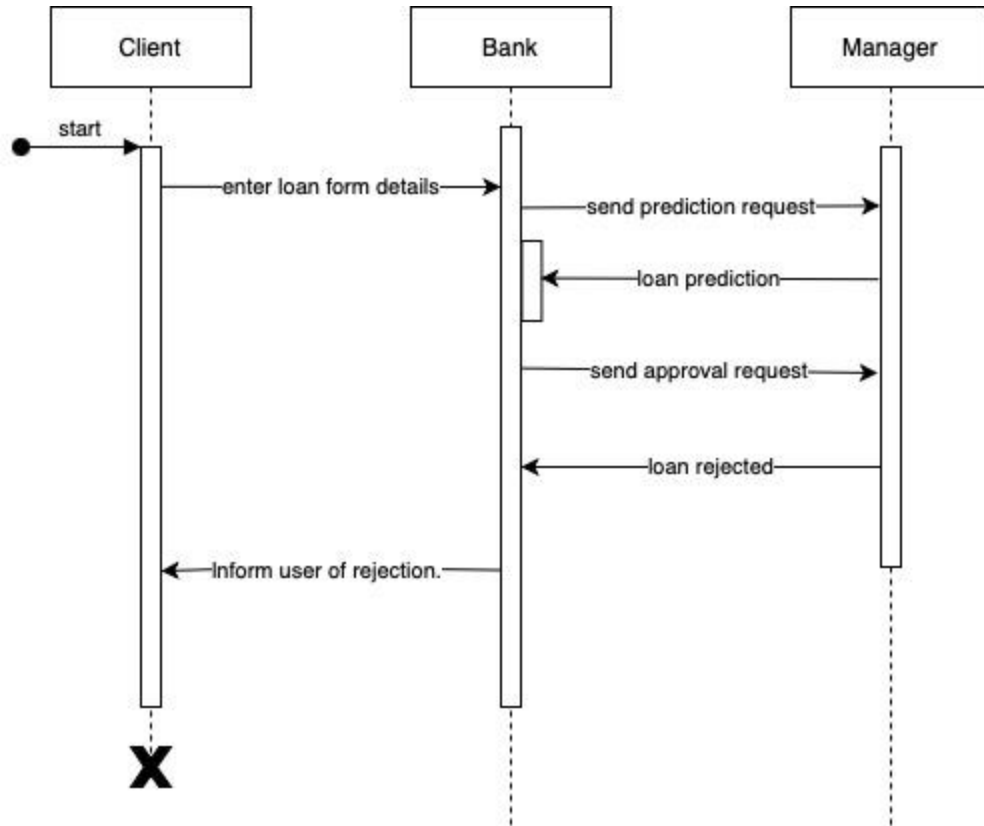 Client
Bank
Manager
start
enter loan form details
send prediction request
loan prediction
send approval request
loan rejected
Inform user of rejection.
X